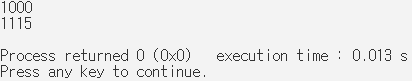 1000
1115
Process returned 0 (0x0)   execution time : 0.013 s
Press any key to continue.